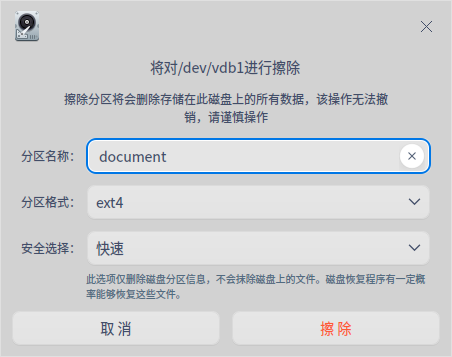 将对/dev/vdb1进行擦除
擦除分区将会删除存储在此磁盘上的所有数据，该操作无法撤
销，请谨慎操作
分区名称： document
分区格式： ext4
安全选择： 快速
此选项仅删除磁盘分区信息，不会抹除磁盘上的文件。磁盘恢复程序有一定概
率能够恢复这些文件。
取消 擦除